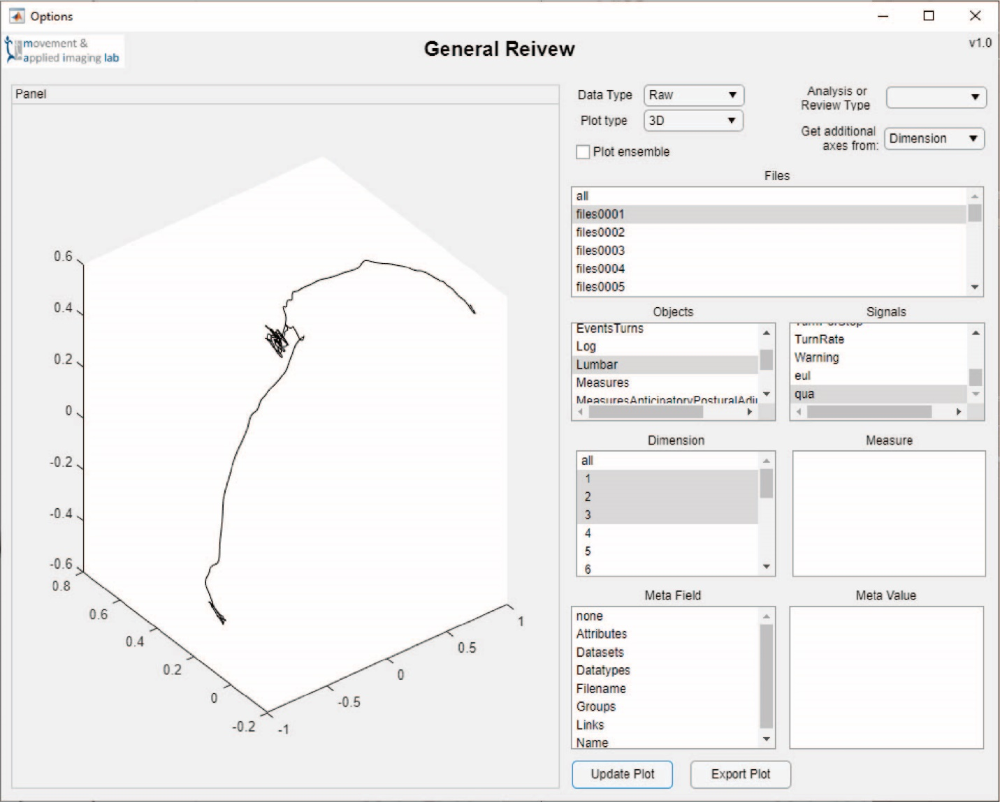 Options
movement &
applied imaging lab
General Reivew
v1.0
Panel
0.6
0.4
0.2
0
-0.2
-0.4
-0.6
0.8
0.6
0.4
0.2
0
-0.2
-1
-0.5
0
0.5
1
Data Type
Raw
Plot type
3D
Plot ensemble
Analysis or
Review Type
Get additional
axes from:
Dimension
Files
all
files0001
files0002
files0003
files0004
files0005
Objects
EventsTurns
Log
Lumbar
Measures
MeasuresAnticipatoryPosturalAdju
Signals
TurnRate
Warning
eul
qua
Dimension
all
1
2
3
4
5
6
Measure
Meta Field
none
Attributes
Datasets
Datatypes
Filename
Groups
Links
Name
Meta Value
Update Plot
Export Plot